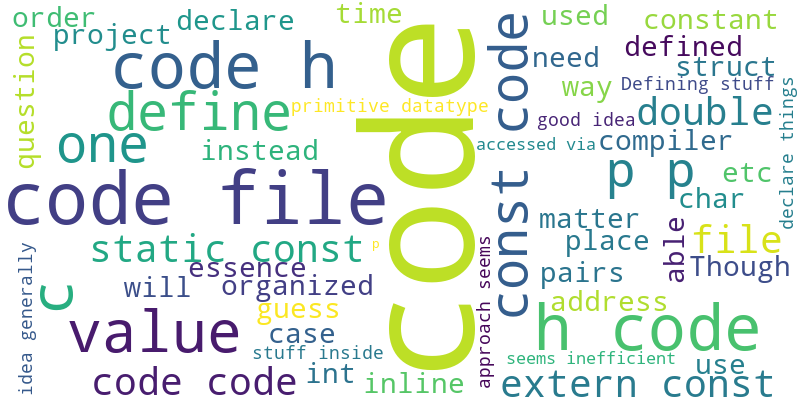 order
declare
time
used
constant
project
code h
need
defined
struct
question
define
primitive datatype
code
const code
way
Defining stuff
good idea
double
declare things
one
instead
accessed via
compiler
code file
p p
etc
char
static const
p
matter
place
able
file
essence
will
organized
approach seems
pairs
Though
idea generally
c
guess
address
value
case
h code
stuff inside
seems inefficient
use
code code
int
inline
extern const